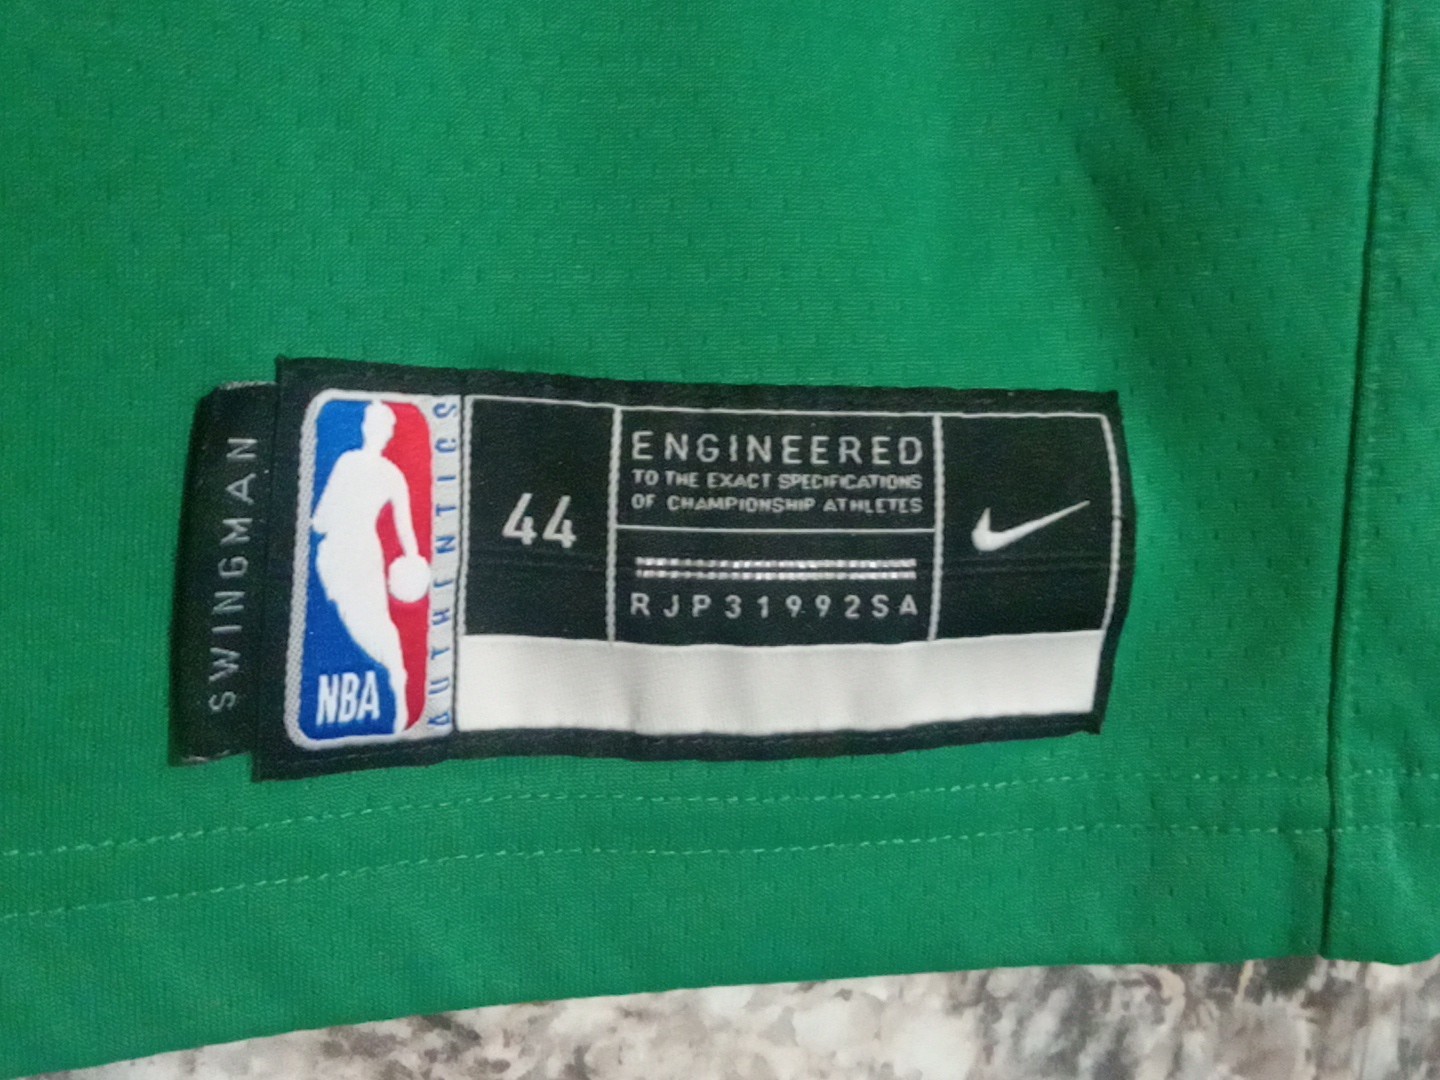 SWINGMAN
NBA
AUTHENTICS
44
ENGINEERED
TO THE EXACT SPECIFICATIONS
OF CHAMPIONSHIP ATHLETES
RJP31992SA